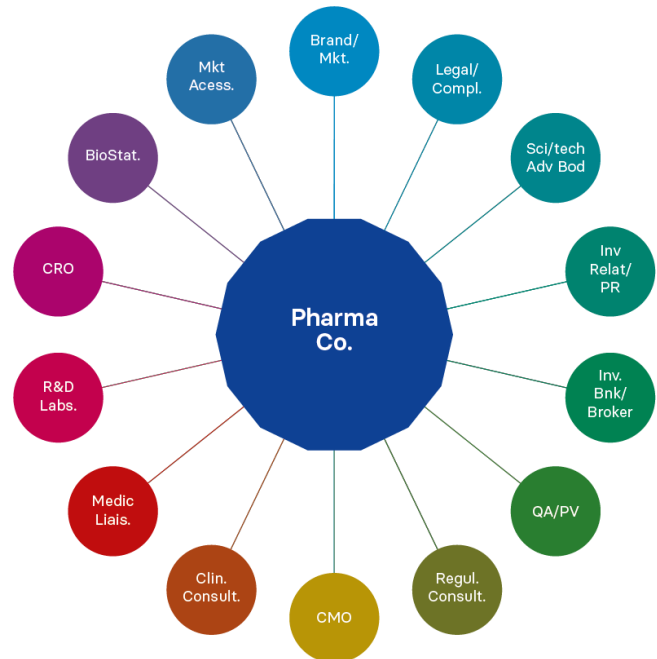 Brand/
Mkt.
Legal/
Compl.
Sci/tech
Adv Bod
Inv
Relat/
PR
Inv.
Bnk/
Broker
QA/PV
Regul.
Consult.
CMO
Clin.
Consult.
Medic
Liais.
R&D
Labs.
CRO
BioStat.
Mkt
Acess.
Pharma
Co.